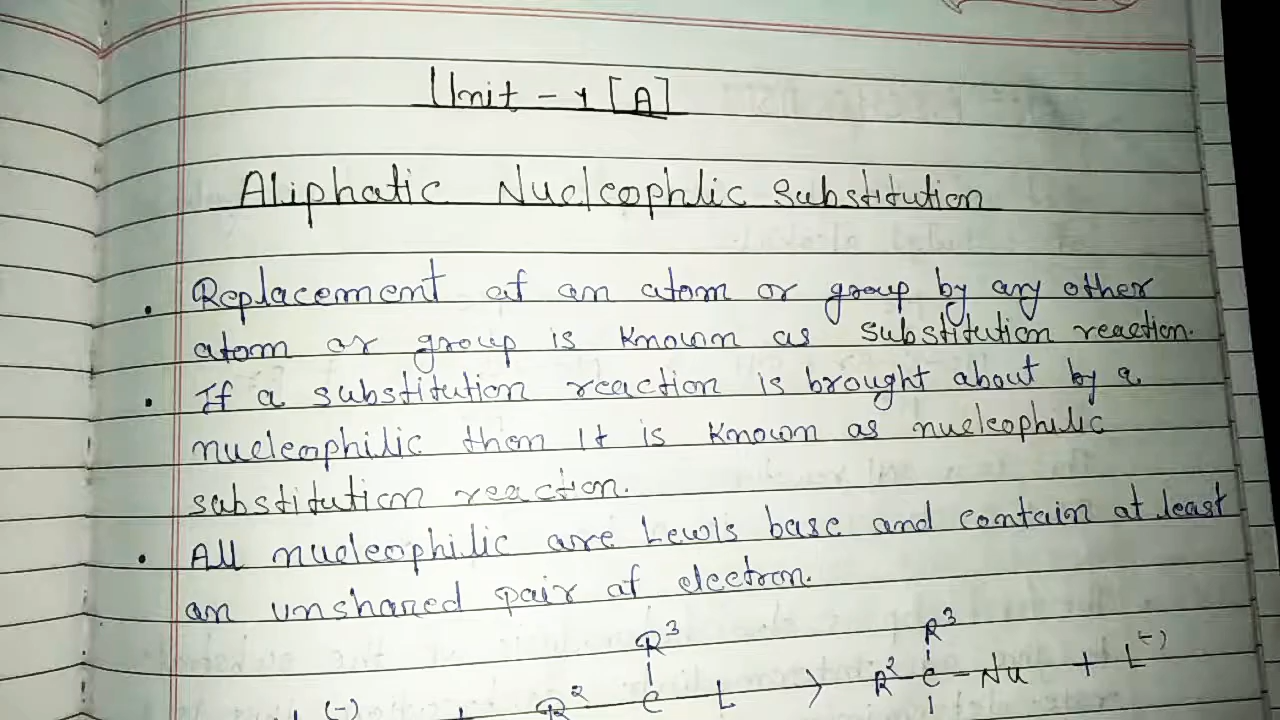 Unit - 1 [A]
Aliphatic Nucleophlic Substitution
• Replacement of an atom or group by any other
atom or group is known as substitution reaction.
• If a substitution reaction is brought about by a
nucleophilic then It is known as nucleophilic
substitution reaction.
• All nucleophilic are Lewis base and contain at least
an unshared pair of electron.
R³ R³
R² C L → R² C - Nu + L(-)
(-) +